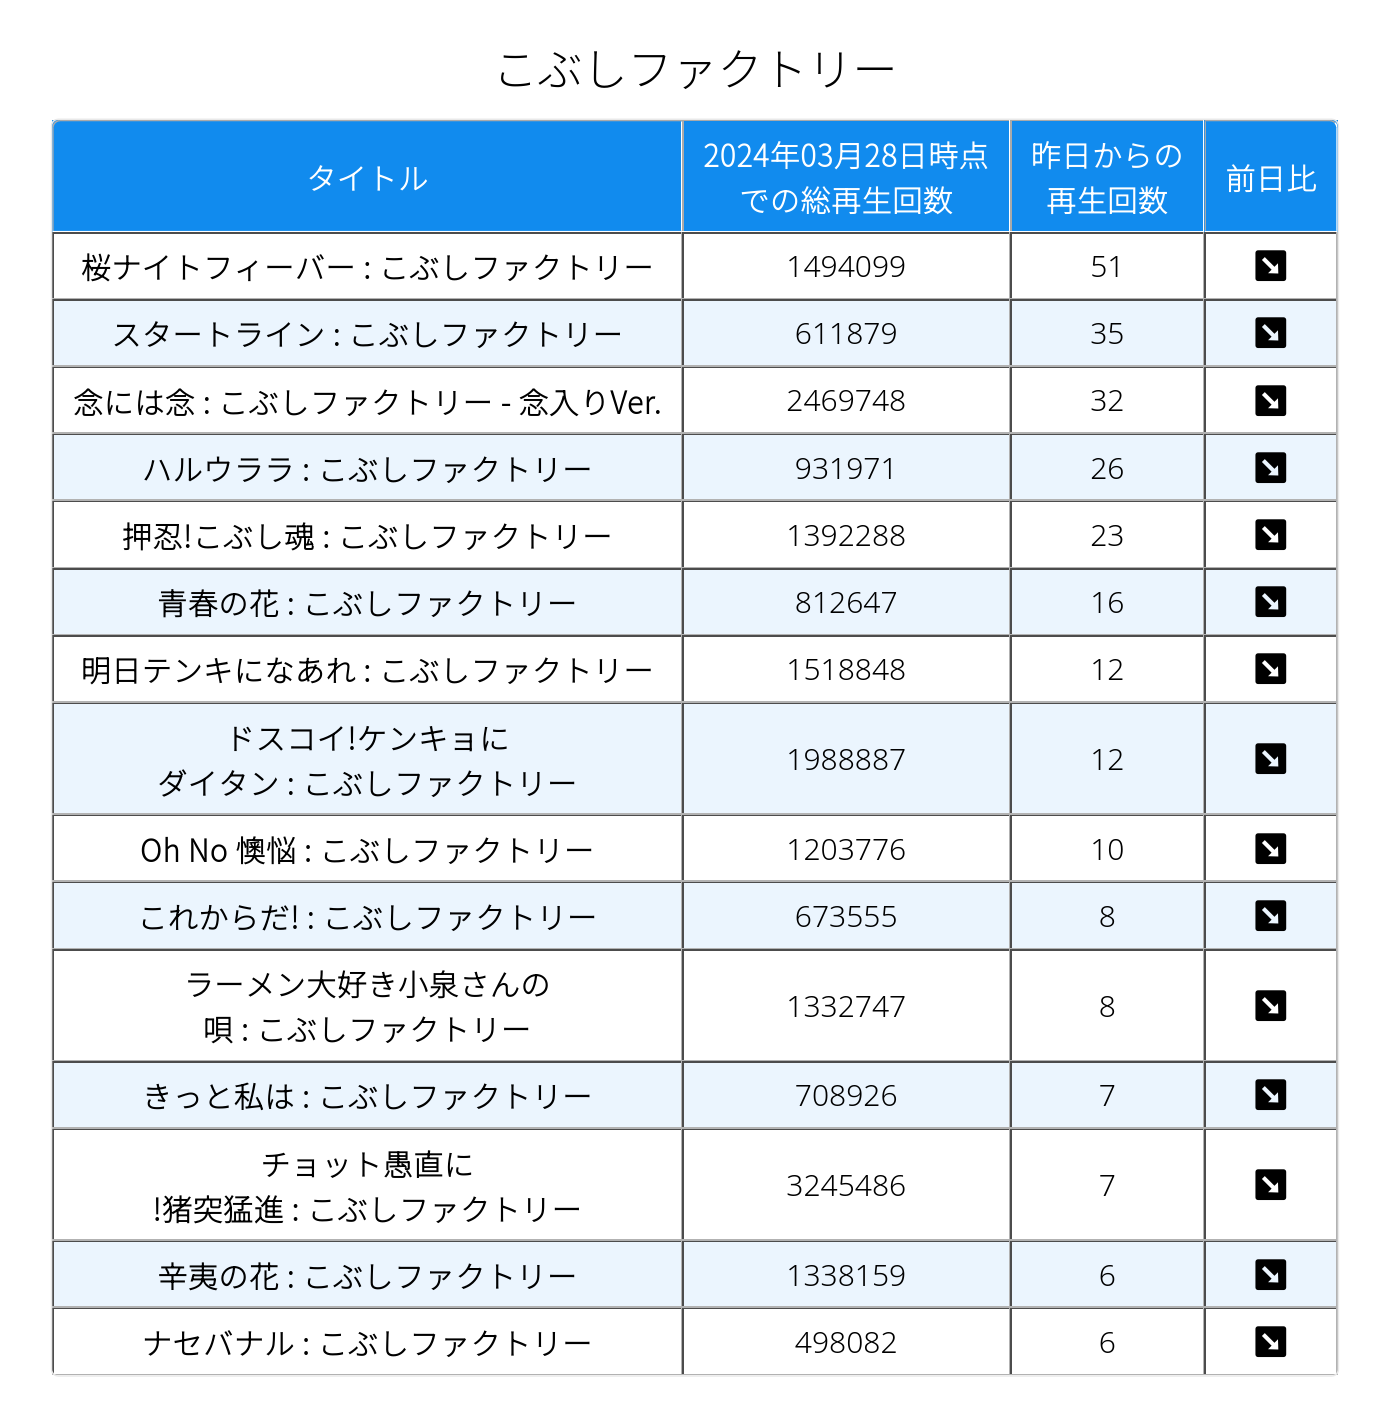 こぶしファクトリー
タイトル
2024年03月28日時点
での総再生回数
昨日からの
再生回数
前日比
桜ナイトフィーバー : こぶしファクトリー 1494099 51
スタートライン : こぶしファクトリー 611879 35
念には念 : こぶしファクトリー - 念入りVer. 2469748 32
ハルウララ : こぶしファクトリー 931971 26
押忍!こぶし魂 : こぶしファクトリー 1392288 23
青春の花 : こぶしファクトリー 812647 16
明日テンキになあれ : こぶしファクトリー 1518848 12
ドスコイ!ケンキョに
ダイタン : こぶしファクトリー 1988887 12
Oh No 懊悩 : こぶしファクトリー 1203776 10
これからだ! : こぶしファクトリー 673555 8
ラーメン大好き小泉さんの
唄 : こぶしファクトリー 1332747 8
きっと私は : こぶしファクトリー 708926 7
チョット愚直に
!猪突猛進 : こぶしファクトリー 3245486 7
辛夷の花 : こぶしファクトリー 1338159 6
ナセバナル : こぶしファクトリー 498082 6